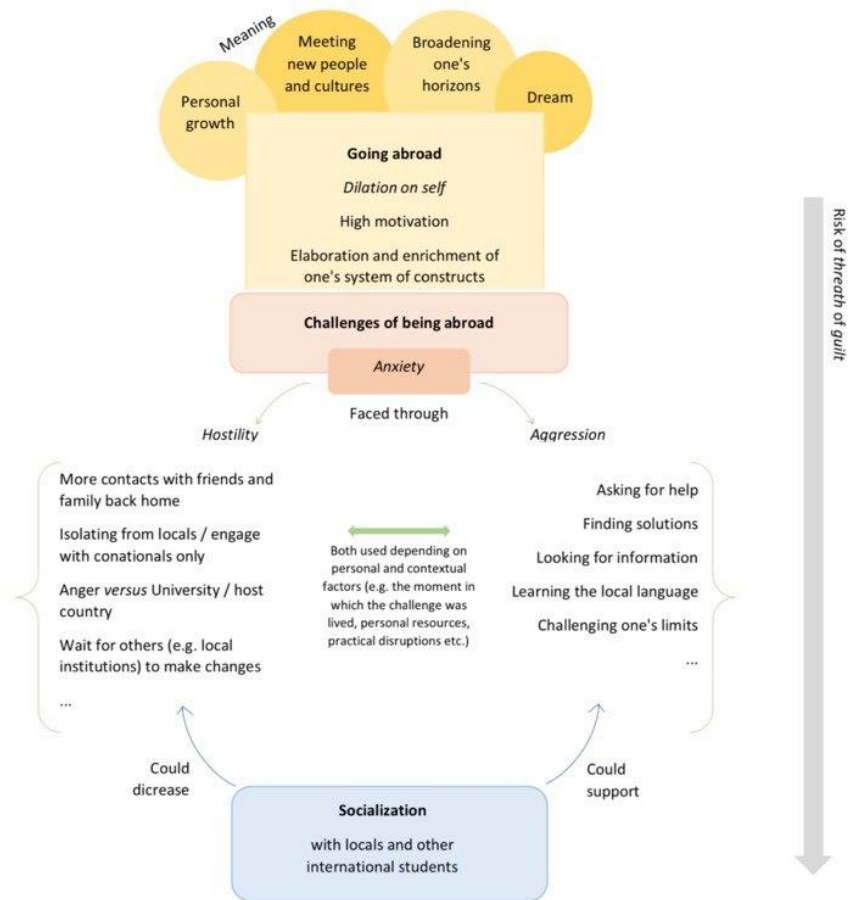 Meaning
Personal
growth
Meeting
new people
and cultures
Broadening
one's
horizons
Dream
Going abroad
Dilation on self
High motivation
Elaboration and enrichment of
one's system of constructs
Challenges of being abroad
Anxiety
Faced through
Hostility
Aggression
More contacts with friends and
family back home
Isolating from locals / engage
with conationals only
Anger versus University / host
country
Wait for others (e.g. local
institutions) to make changes
...
Both used depending on
personal and contextual
factors (e.g. the moment in
which the challenge was
lived, personal resources,
practical disruptions etc.)
Asking for help
Finding solutions
Looking for information
Learning the local language
Challenging one's limits
...
Could
dicrease
Could
support
Socialization
with locals and other
international students
Risk of threath of guilt